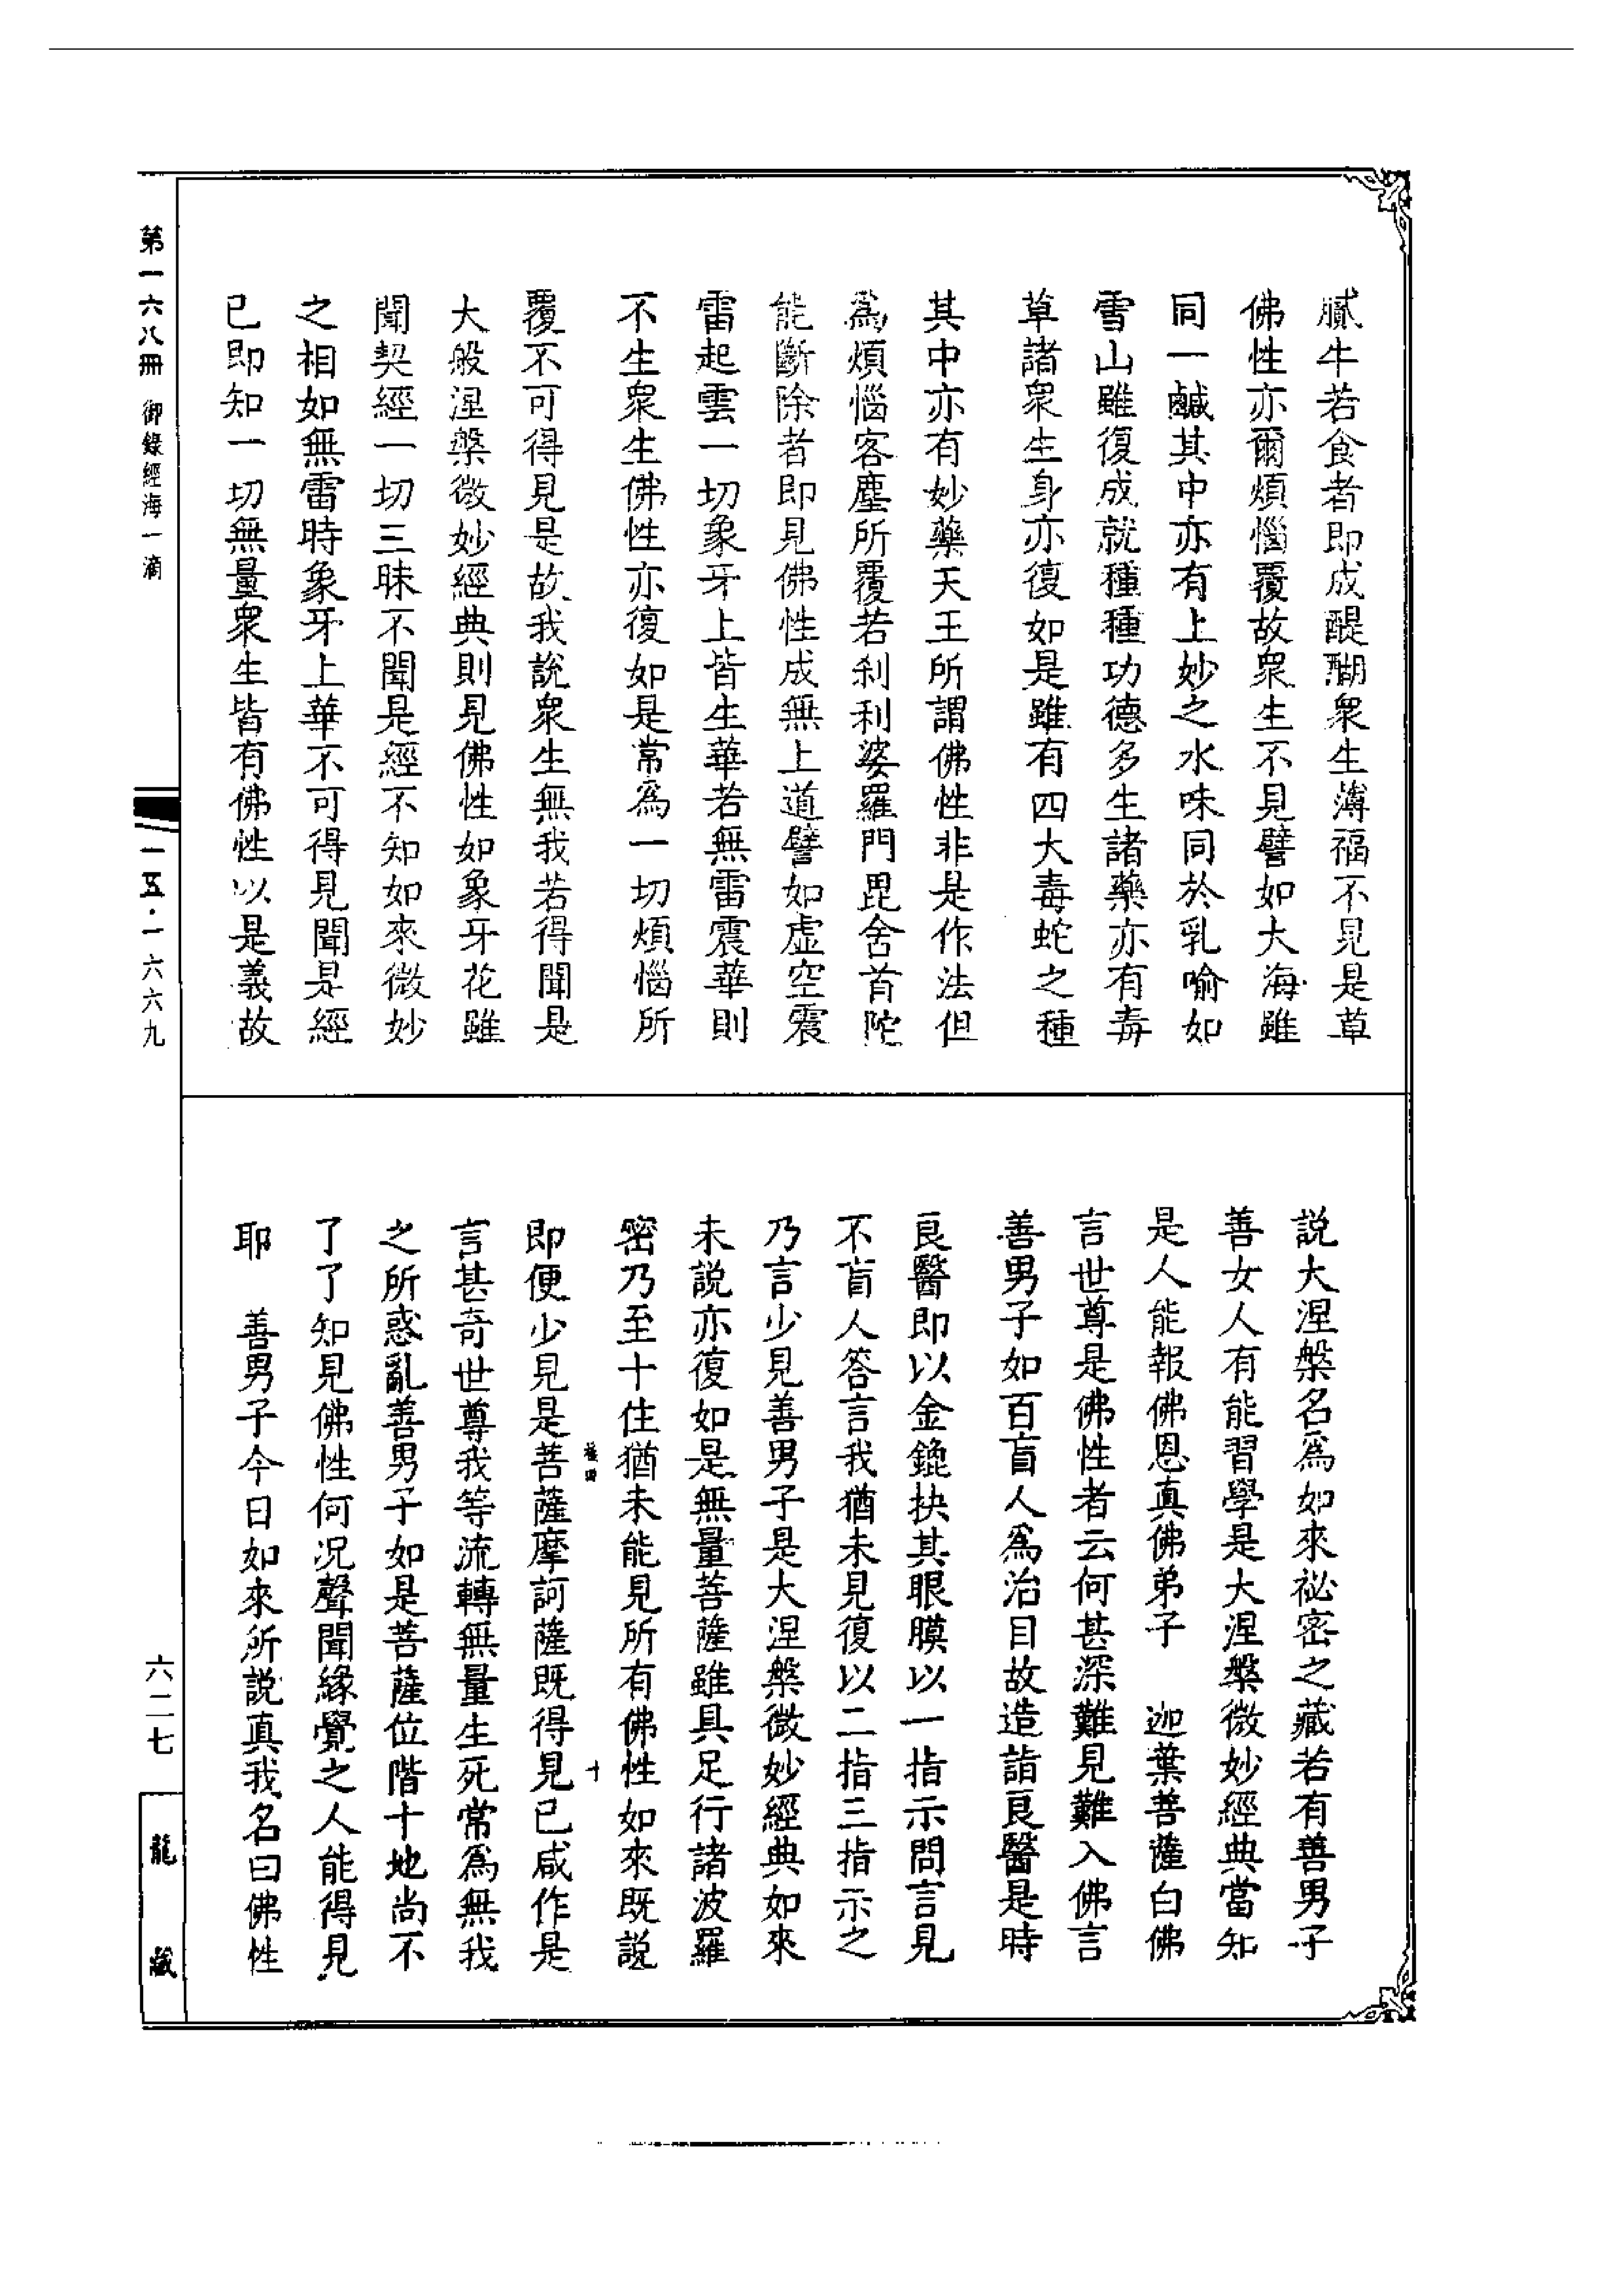 膩牛若食者即成醍醐衆生薄福不見是草
佛性亦爾煩惱覆故衆生不見譬如大海雖
同一鹹其中亦有上妙之水味同於乳喻如
雪山雖復成就種種功德多生諸藥亦有毒
草諸衆生身亦復如是雖有四大毒蛇之種
其中亦有妙藥天王所謂佛性非是作法但
爲煩惱客塵所覆若刹利婆羅門毘舍首陀
能斷除者即見佛性成無上道譬如虛空震
雷起雲一切象牙上皆生華若無雷震華則
不生衆生佛性亦復如是常爲一切煩惱所
覆不可得見是故我說衆生無我若得聞是
大般涅槃微妙經典則見佛性如象牙花雖
聞契經一切三昧不聞是經不知如來微妙
之相如無雷時象牙上華不可得見聞是經
已即知一切無量衆生皆有佛性以是義故
說大涅槃名爲如來祕密之藏若有善男子
善女人有能習學是大涅槃微妙經典當知
是人能報佛恩真佛弟子　迦葉菩薩白佛
言世尊是佛性者云何甚深難見難入佛言
善男子如百盲人爲治目故造詣良醫是時
良醫即以金錍抉其眼膜以一指示問言見
不盲人答言我猶未見復以二指三指示之
乃言少見善男子是大涅槃微妙經典如來
未說亦復如是無量菩薩雖具足行諸波羅
密乃至十住猶未能見所有佛性如來既說
十
即便少見是菩薩摩訶薩既得見已咸作是
言甚奇世尊我等流轉無量生死常爲無我
之所惑亂善男子如是菩薩位階十地尚不
了了知見佛性何況聲聞緣覺之人能得見
耶　善男子今日如來所說真我名曰佛性
第一六八冊　御錄經海一滴
一五·一六六九
六二七
龍藏